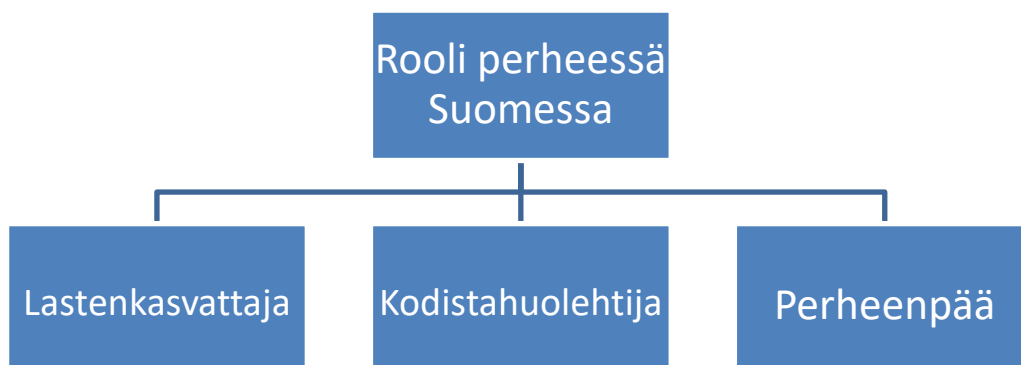 Rooli perheessä
Suomessa
Lastenkasvattaja
Kodistahuolehtija
Perheenpää